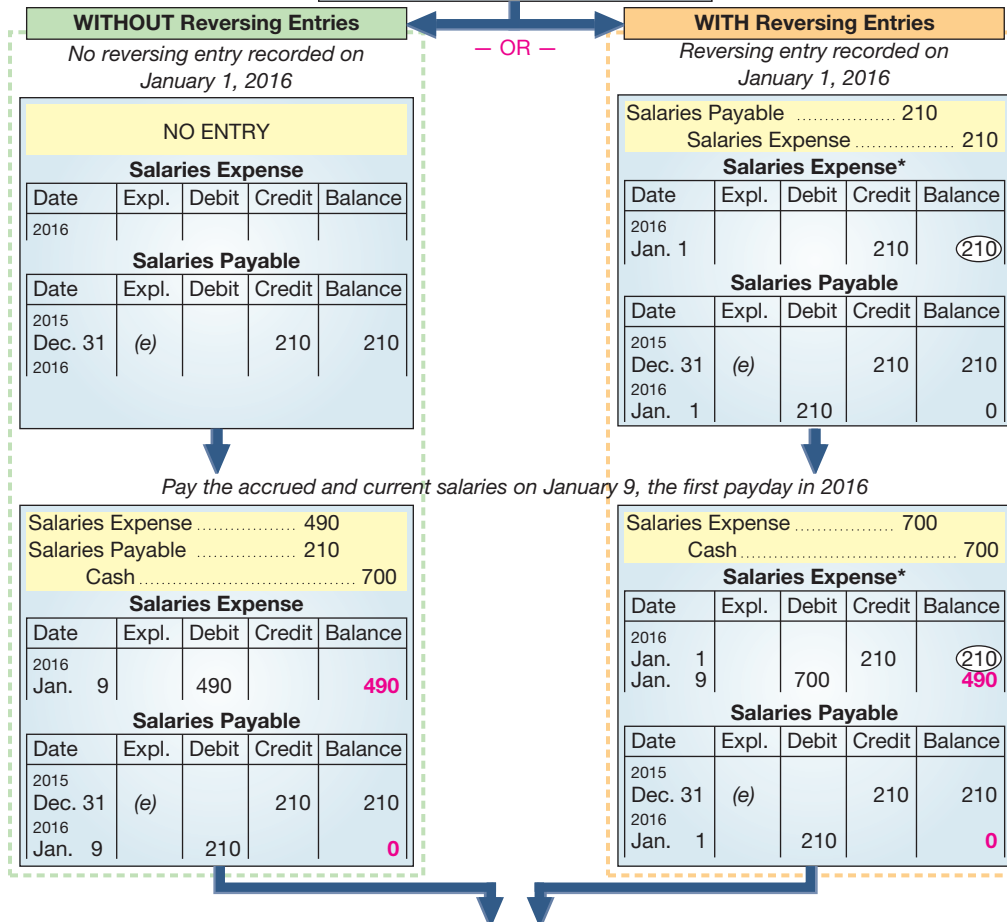 WITHOUT Reversing Entries
No reversing entry recorded on
January 1, 2016
NO ENTRY
Salaries Expense
Date Expl. Debit Credit Balance
2016
Salaries Payable
Date Expl. Debit Credit Balance
2015
Dec. 31 (e) 210 210
2016
— OR —
WITH Reversing Entries
Reversing entry recorded on
January 1, 2016
Salaries Payable .................. 210
Salaries Expense ................ 210
Salaries Expense*
Date Expl. Debit Credit Balance
2016
Jan. 1 210 210
Salaries Payable
Date Expl. Debit Credit Balance
2015
Dec. 31 (e) 210 210
2016
Jan. 1 210 0
Pay the accrued and current salaries on January 9, the first payday in 2016
Salaries Expense .................. 490
Salaries Payable .................. 210
Cash ........................................ 700
Salaries Expense
Date Expl. Debit Credit Balance
2016
Jan. 9 490 490
Salaries Payable
Date Expl. Debit Credit Balance
2015
Dec. 31 (e) 210 210
2016
Jan. 9 210 0
Salaries Expense .................. 700
Cash ........................................ 700
Salaries Expense*
Date Expl. Debit Credit Balance
2016
Jan. 1 210 210
Jan. 9 700 490
Salaries Payable
Date Expl. Debit Credit Balance
2015
Dec. 31 (e) 210 210
2016
Jan. 1 210 0